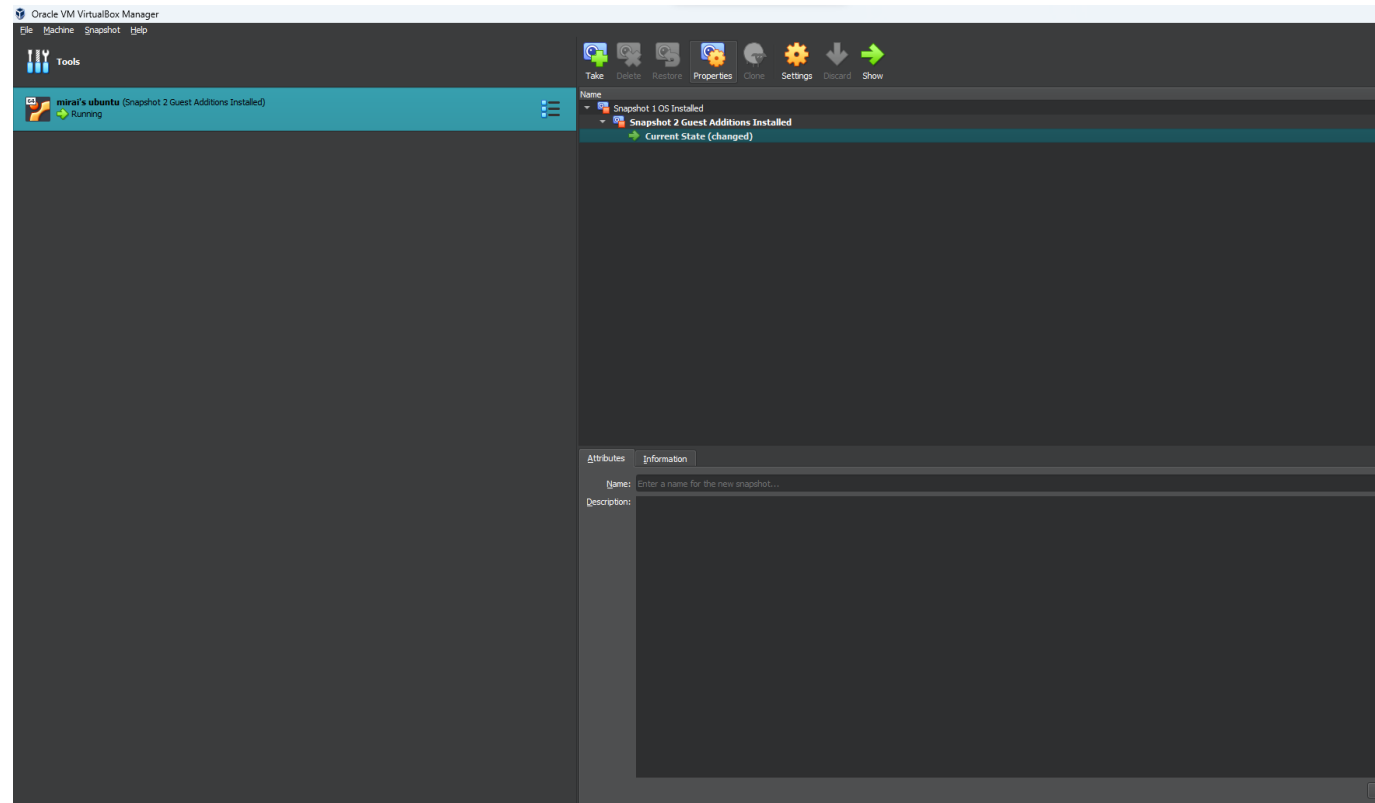 Oracle VM VirtualBox Manager
File Machine Snapshot Help
Tools
Take Delete Restore Properties Clone Settings Discard Show
64
mirai's ubuntu (Snapshot 2 Guest Additions Installed)
Running
Name
Snapshot 1 OS Installed
Snapshot 2 Guest Additions Installed
Current State (changed)
Attributes Information
Name: Enter a name for the new snapshot...
Description: